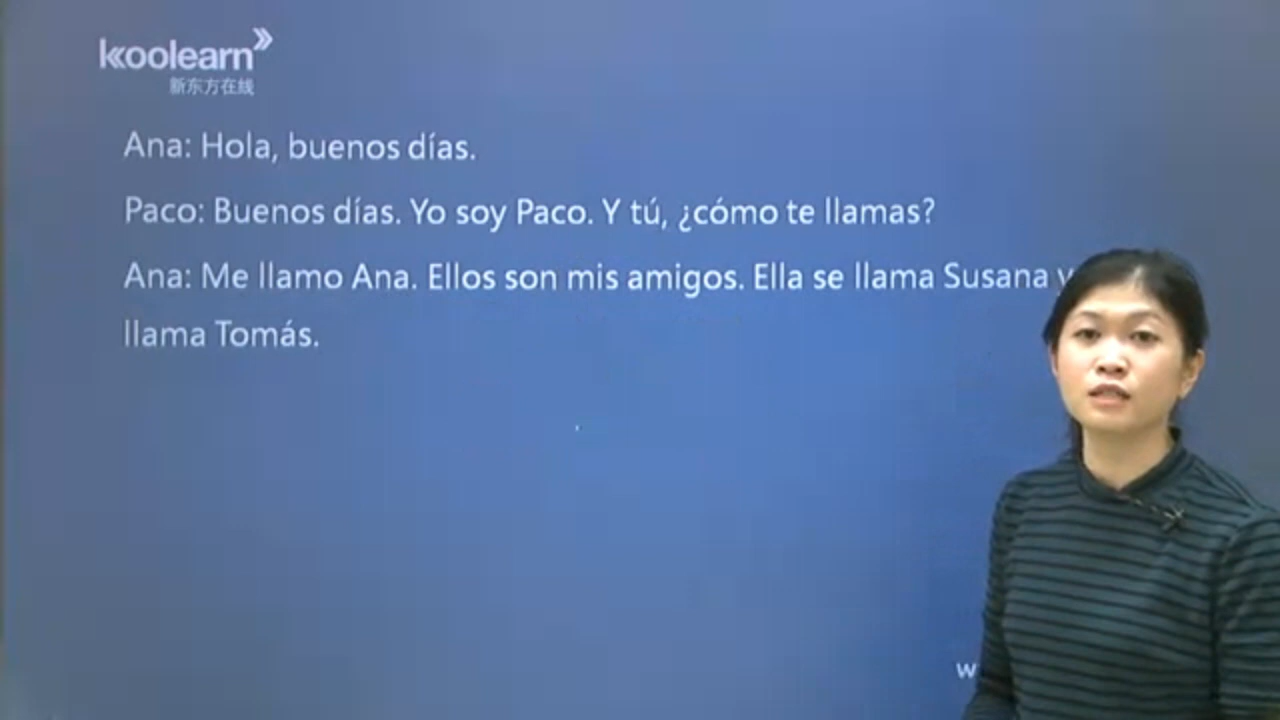 koolearn
新东方在线
Ana: Hola, buenos días.
Paco: Buenos días. Yo soy Paco. Y tú, ¿cómo te llamas?
Ana: Me llamo Ana. Ellos son mis amigos. Ella se llama Susana y
llama Tomás.
w